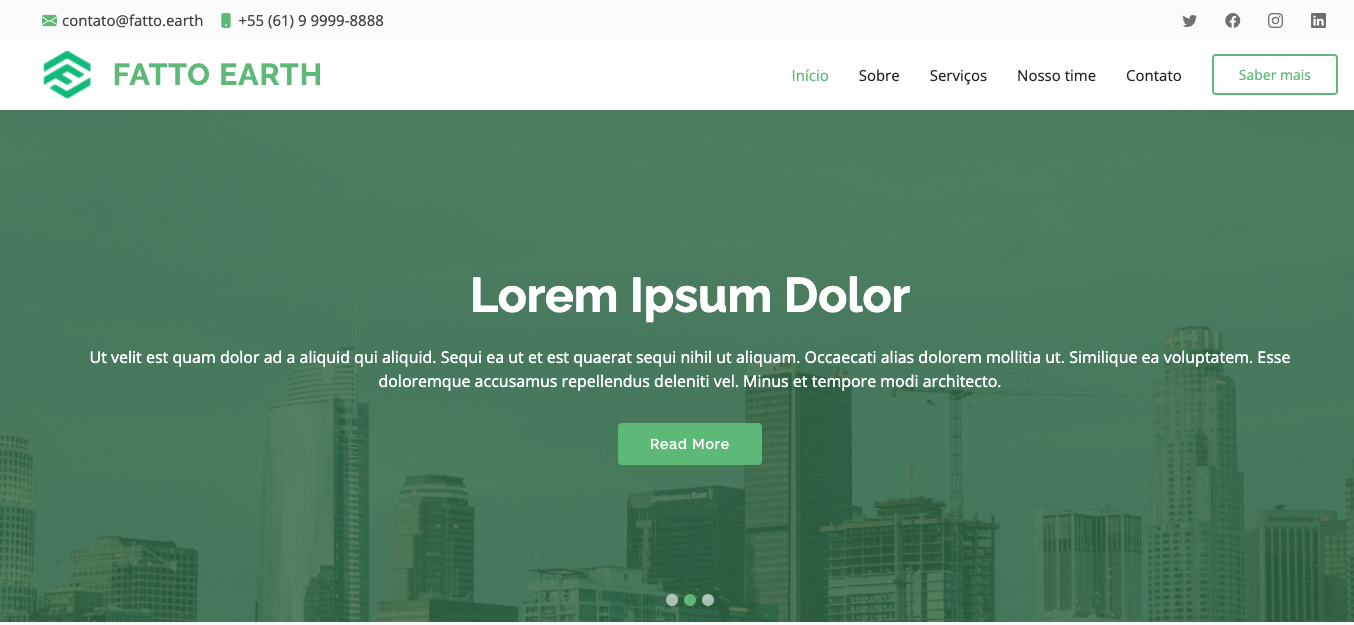 contato@fatto.earth +55 (61) 9 9999-8888
FATTO EARTH
Início Sobre Serviços Nosso time Contato Saber mais
Lorem Ipsum Dolor
Ut velit est quam dolor ad a aliquid qui aliquid. Sequi ea ut et est quaerat sequi nihil ut aliquam. Occaecati alias dolorem mollitia ut. Similique ea voluptatem. Esse
doloremque accusamus repellendus deleniti vel. Minus et tempore modi architecto.
Read More
CITY NATIONAL BANK